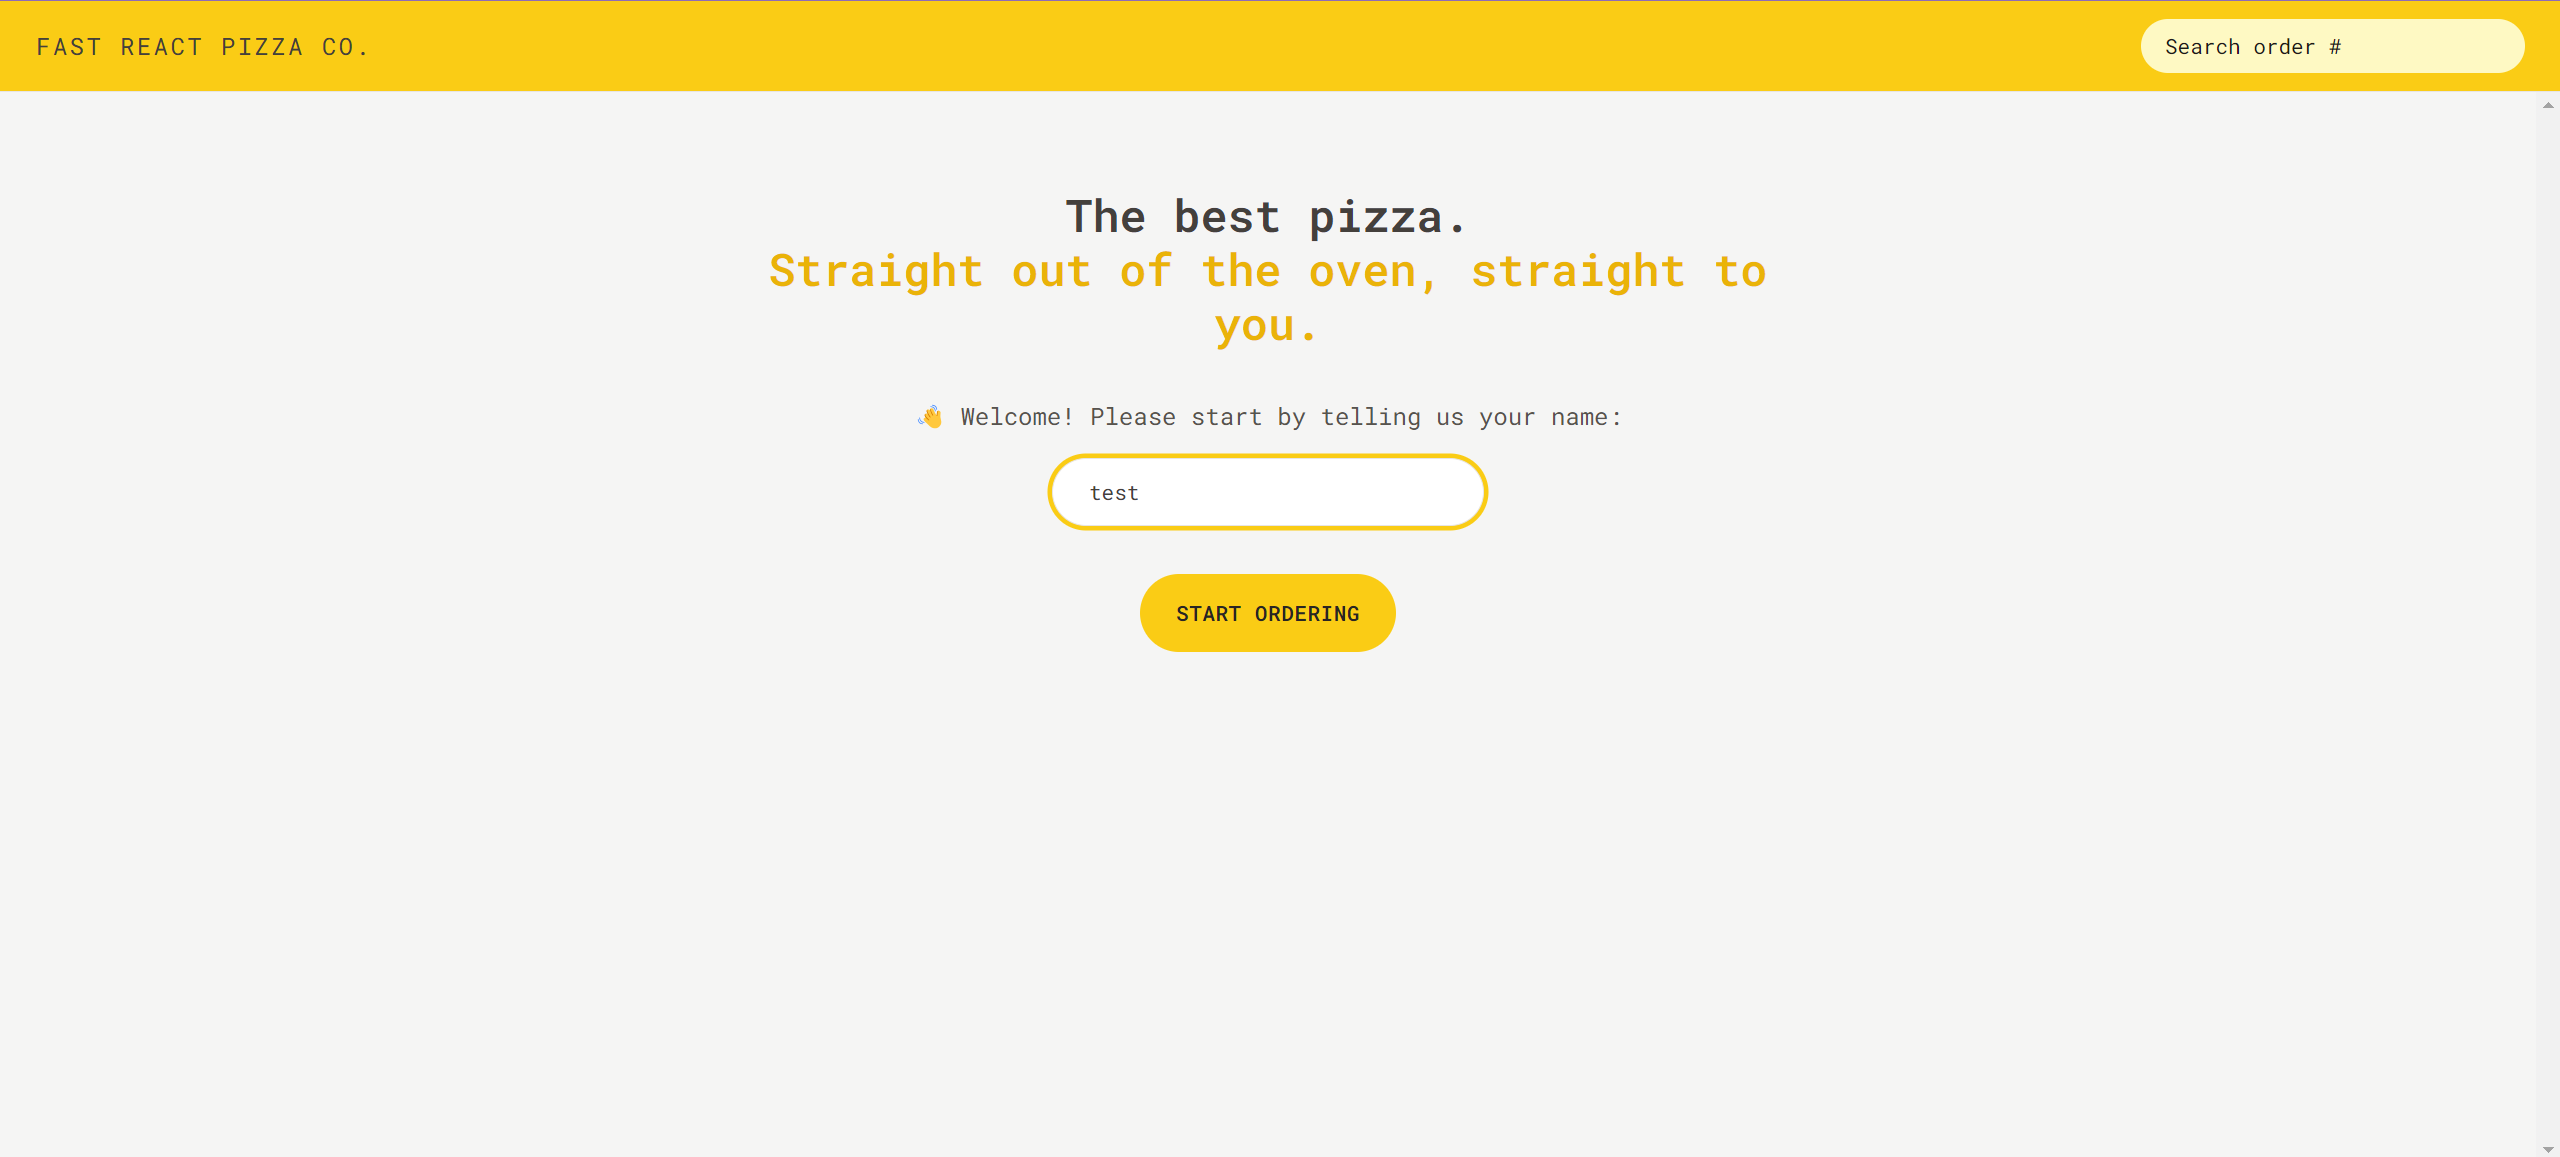 FAST REACT PIZZA CO.
Search order #
The best pizza.
Straight out of the oven, straight to
you.
👋 Welcome! Please start by telling us your name:
test
START ORDERING